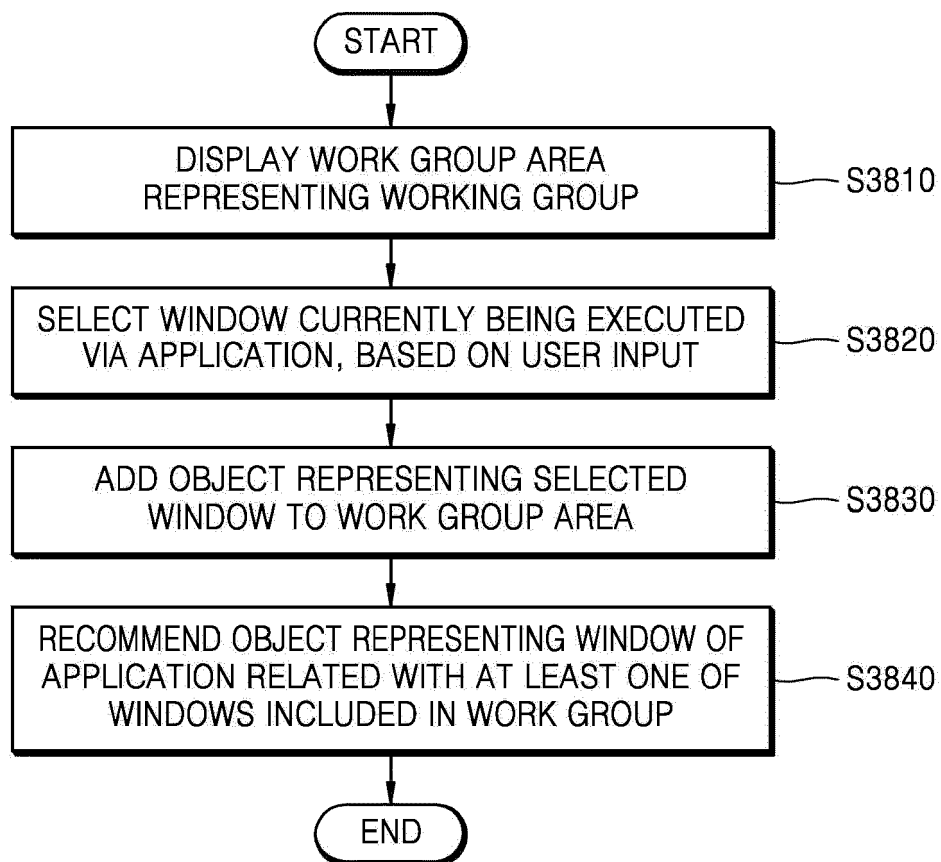 START
DISPLAY WORK GROUP AREA
REPRESENTING WORKING GROUP
S3810
SELECT WINDOW CURRENTLY BEING EXECUTED
VIA APPLICATION, BASED ON USER INPUT
S3820
ADD OBJECT REPRESENTING SELECTED
WINDOW TO WORK GROUP AREA
S3830
RECOMMEND OBJECT REPRESENTING WINDOW OF
APPLICATION RELATED WITH AT LEAST ONE OF
WINDOWS INCLUDED IN WORK GROUP
S3840
END